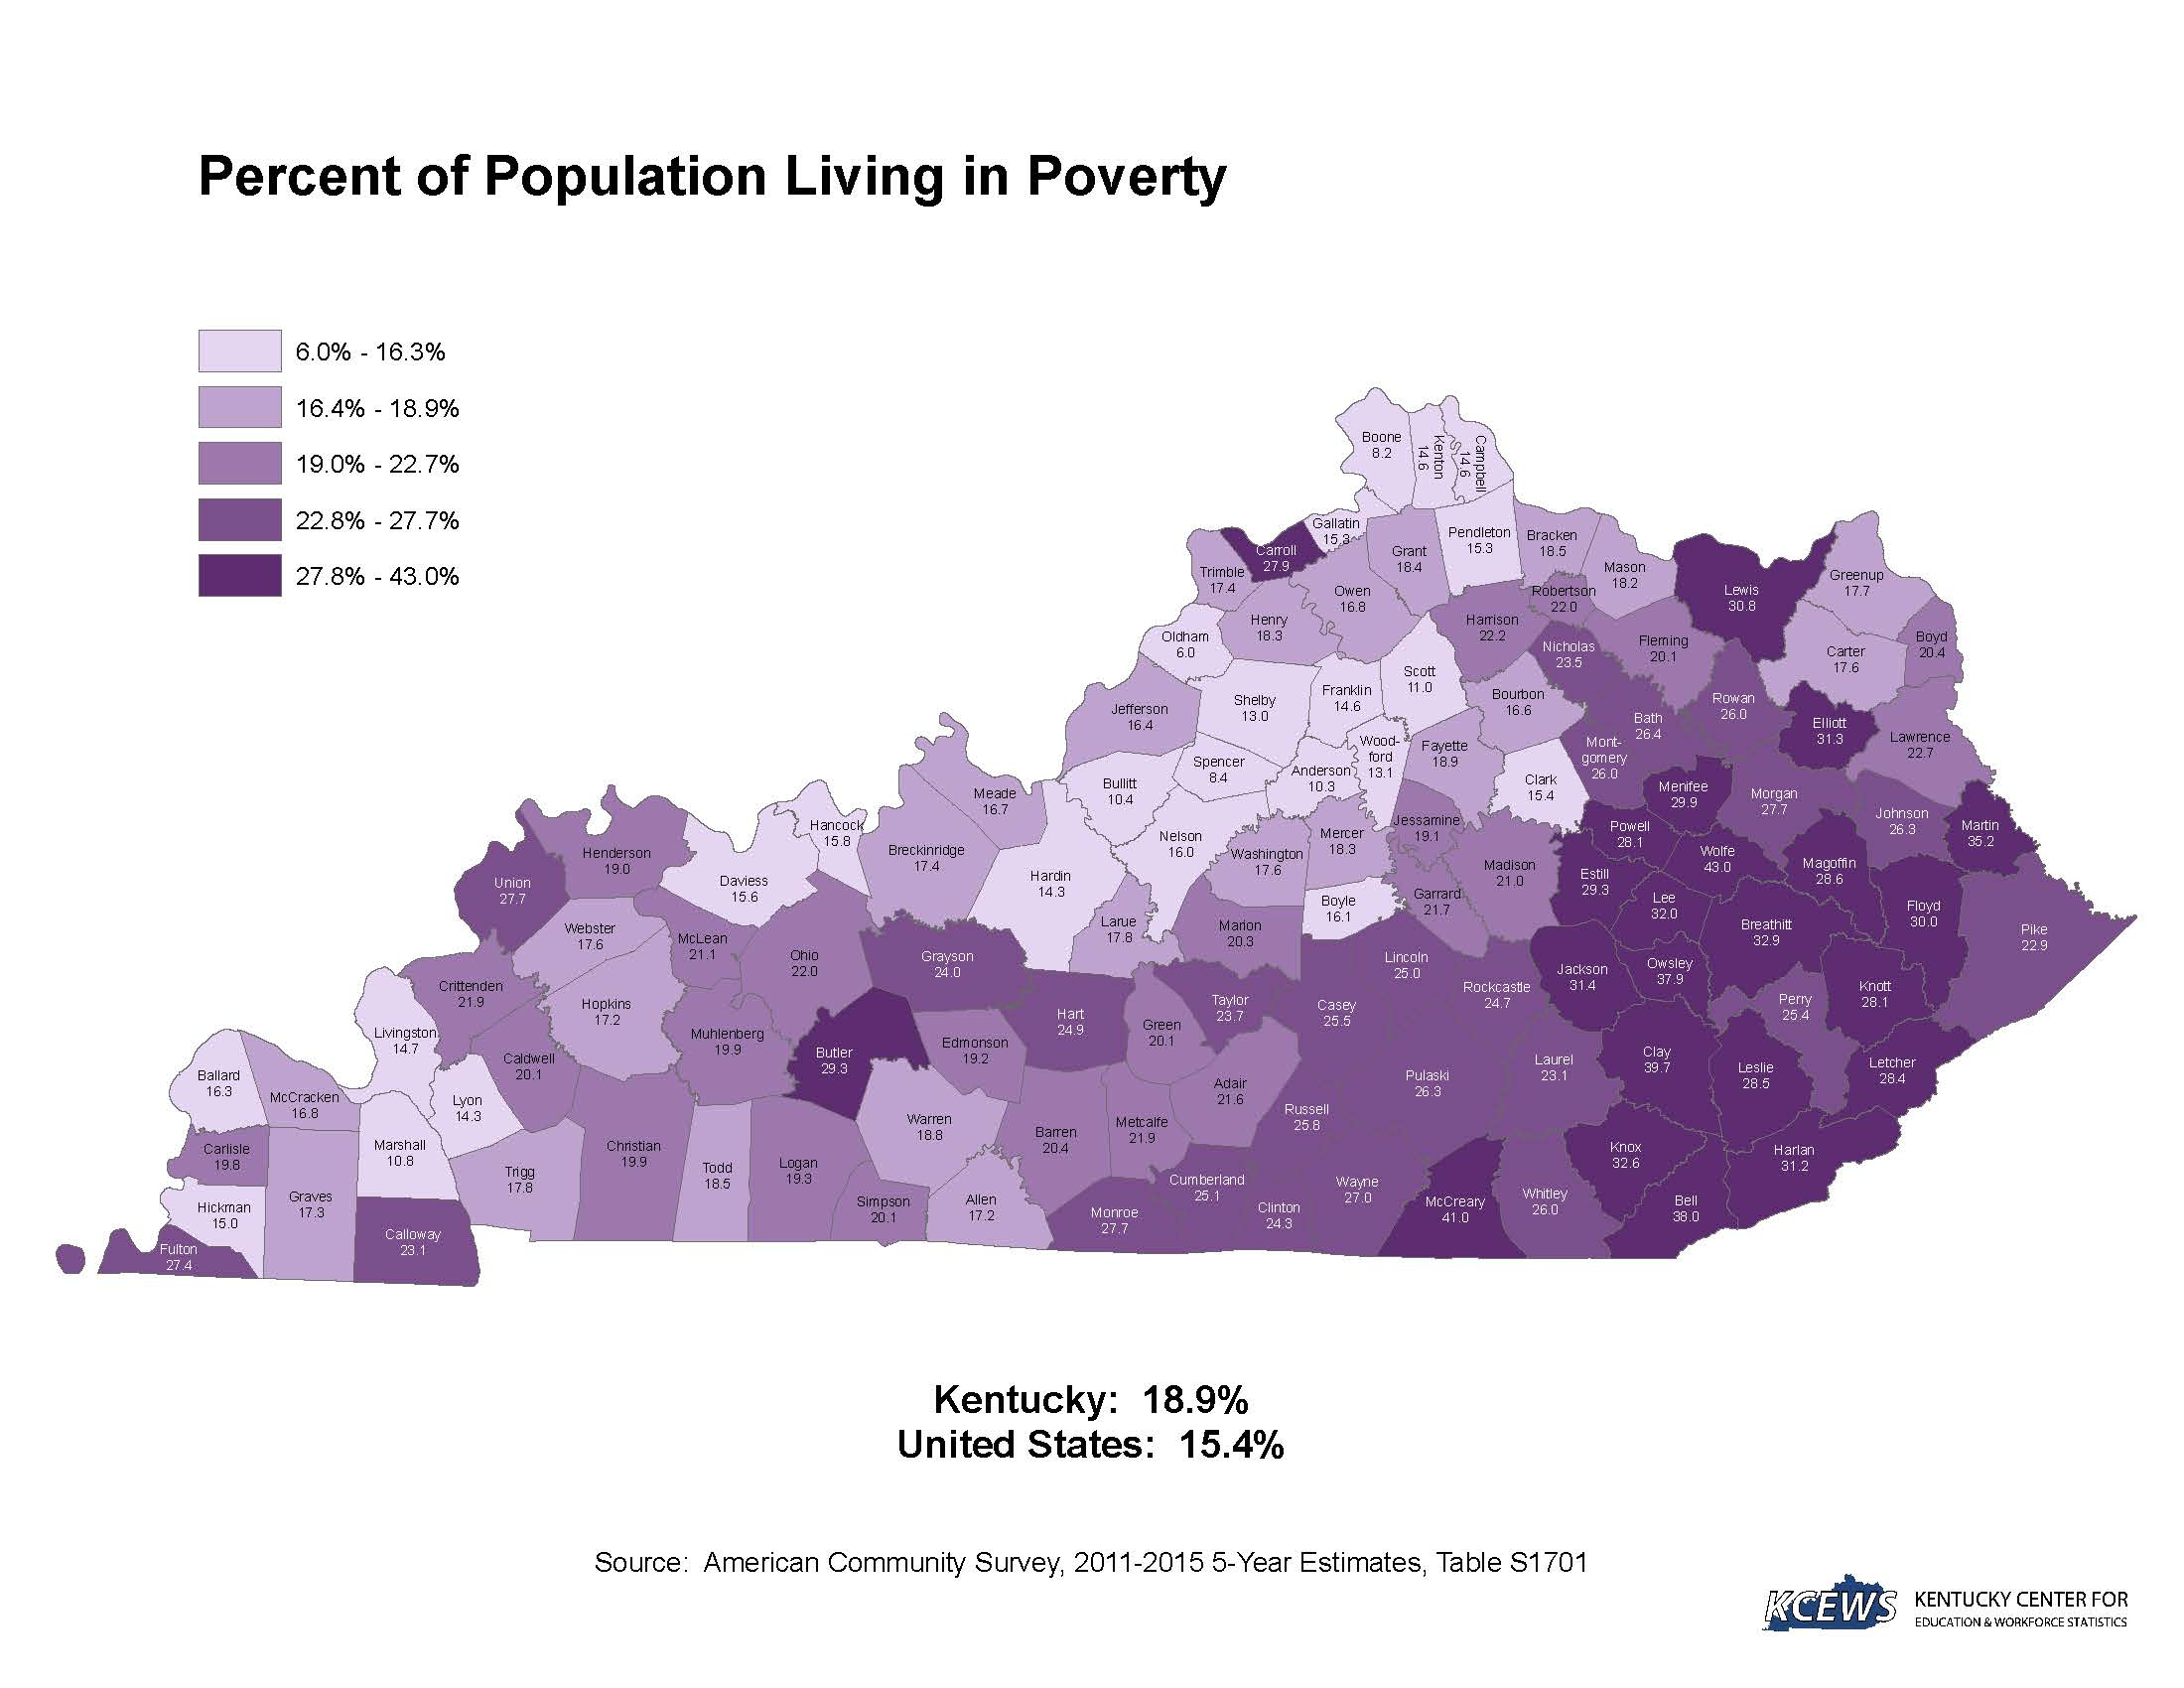 Percent of Population Living in Poverty
6.0% - 16.3%
16.4% - 18.9%
19.0% - 22.7%
22.8% - 27.7%
27.8% - 43.0%
Boone
8.2
Kenton
14.6
Campbell
14.6
Gallatin
15.3
Pendleton
15.3
Bracken
18.5
Carroll
27.9
Grant
18.4
Trimble
17.4
Owen
16.8
Mason
18.2
Robertson
22.0
Lewis
30.8
Greenup
17.7
Henry
18.3
Harrison
22.2
Oldham
6.0
Nicholas
23.5
Fleming
20.1
Carter
17.6
Boyd
20.4
Scott
11.0
Franklin
14.6
Shelby
13.0
Jefferson
16.4
Bourbon
16.6
Rowan
26.0
Bath
26.4
Elliott
31.3
Lawrence
22.7
Wood-
ford
13.1
Fayette
18.9
Mont-
gomery
26.0
Spencer
8.4
Anderson
10.3
Clark
15.4
Bullitt
10.4
Meade
16.7
Menifee
29.9
Morgan
27.7
Johnson
26.3
Martin
35.2
Hancock
15.8
Nelson
16.0
Mercer
18.3
Jessamine
19.1
Powell
28.1
Henderson
19.0
Breckinridge
17.4
Washington
17.6
Madison
21.0
Wolfe
43.0
Magoffin
28.6
Union
27.7
Daviess
15.6
Hardin
14.3
Boyle
16.1
Garrard
21.7
Estill
29.3
Lee
32.0
Floyd
30.0
Webster
17.6
McLean
21.1
Larue
17.8
Marion
20.3
Breathitt
32.9
Pike
22.9
Ohio
22.0
Grayson
24.0
Lincoln
25.0
Jackson
31.4
Owsley
37.9
Crittenden
21.9
Hopkins
17.2
Taylor
23.7
Casey
25.5
Rockcastle
24.7
Perry
25.4
Knott
28.1
Livingston
14.7
Muhlenberg
19.9
Hart
24.9
Green
20.1
Butler
29.3
Edmonson
19.2
Caldwell
20.1
Laurel
23.1
Clay
39.7
Leslie
28.5
Letcher
28.4
Ballard
16.3
McCracken
16.8
Lyon
14.3
Adair
21.6
Pulaski
26.3
Warren
18.8
Russell
25.8
Carlisle
19.8
Marshall
10.8
Christian
19.9
Barren
20.4
Metcalfe
21.9
Knox
32.6
Harlan
31.2
Trigg
17.8
Todd
18.5
Logan
19.3
Cumberland
25.1
Wayne
27.0
Graves
17.3
Hickman
15.0
Simpson
20.1
Allen
17.2
Monroe
27.7
Clinton
24.3
McCreary
41.0
Whitley
26.0
Bell
38.0
Calloway
23.1
Fulton
27.4
Kentucky: 18.9%
United States: 15.4%
Source: American Community Survey, 2011-2015 5-Year Estimates, Table S1701
KCEWS
KENTUCKY CENTER FOR
EDUCATION & WORKFORCE STATISTICS